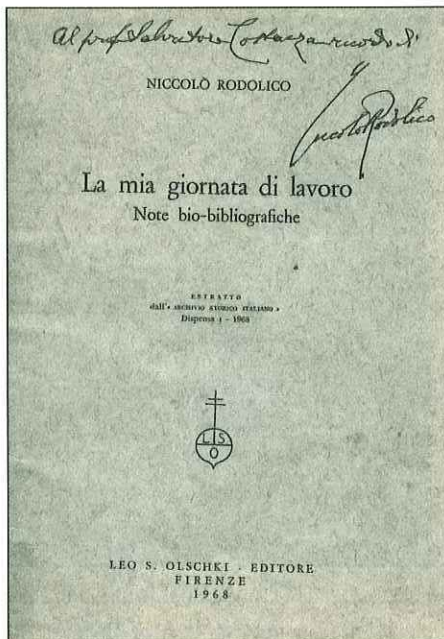 Al prof. Salvatore Costanza ricordo di
NICCOLÒ RODOLICO
Niccolò Rodolico
La mia giornata di lavoro
Note bio-bibliografiche
ESTRATTO
dall'« ARCHIVIO STORICO ITALIANO »
Dispensa I - 1968
L S
O
LEO S. OLSCHKI - EDITORE
FIRENZE
1968